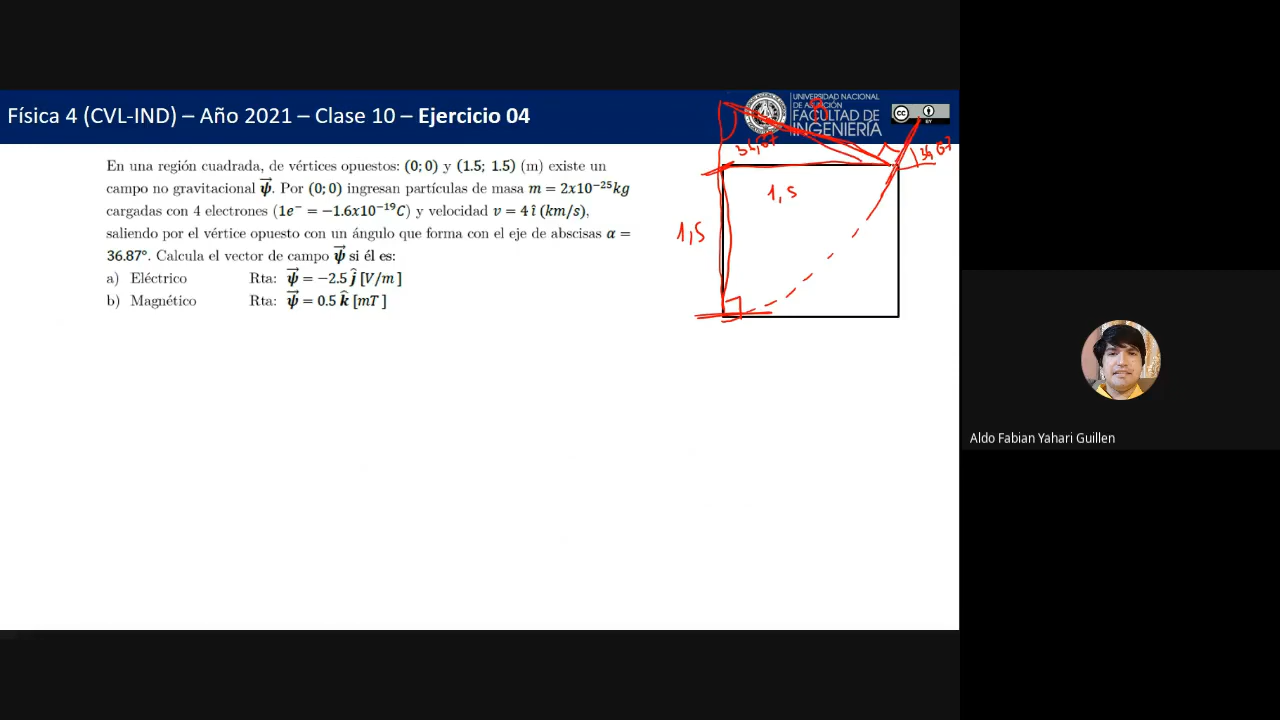 Física 4 (CVL-IND) – Año 2021 – Clase 10 – Ejercicio 04
UNIVERSIDAD NACIONAL
DE ASUNCIÓN
FACULTAD DE
INGENIERÍA
cc
BY
En una región cuadrada, de vértices opuestos: (0; 0) y (1.5; 1.5) (m) existe un
campo no gravitacional ψ⃗. Por (0; 0) ingresan partículas de masa m = 2x10⁻²⁵kg
cargadas con 4 electrones (1e⁻ = −1.6x10⁻¹⁹C) y velocidad v = 4 î (km/s),
saliendo por el vértice opuesto con un ángulo que forma con el eje de abscisas α =
36.87°. Calcula el vector de campo ψ⃗ si él es:
a) Eléctrico Rta: ψ⃗ = −2.5 ĵ [V/m ]
b) Magnético Rta: ψ⃗ = 0.5 k̂ [mT ]
1,5
1,5
Aldo Fabian Yahari Guillen